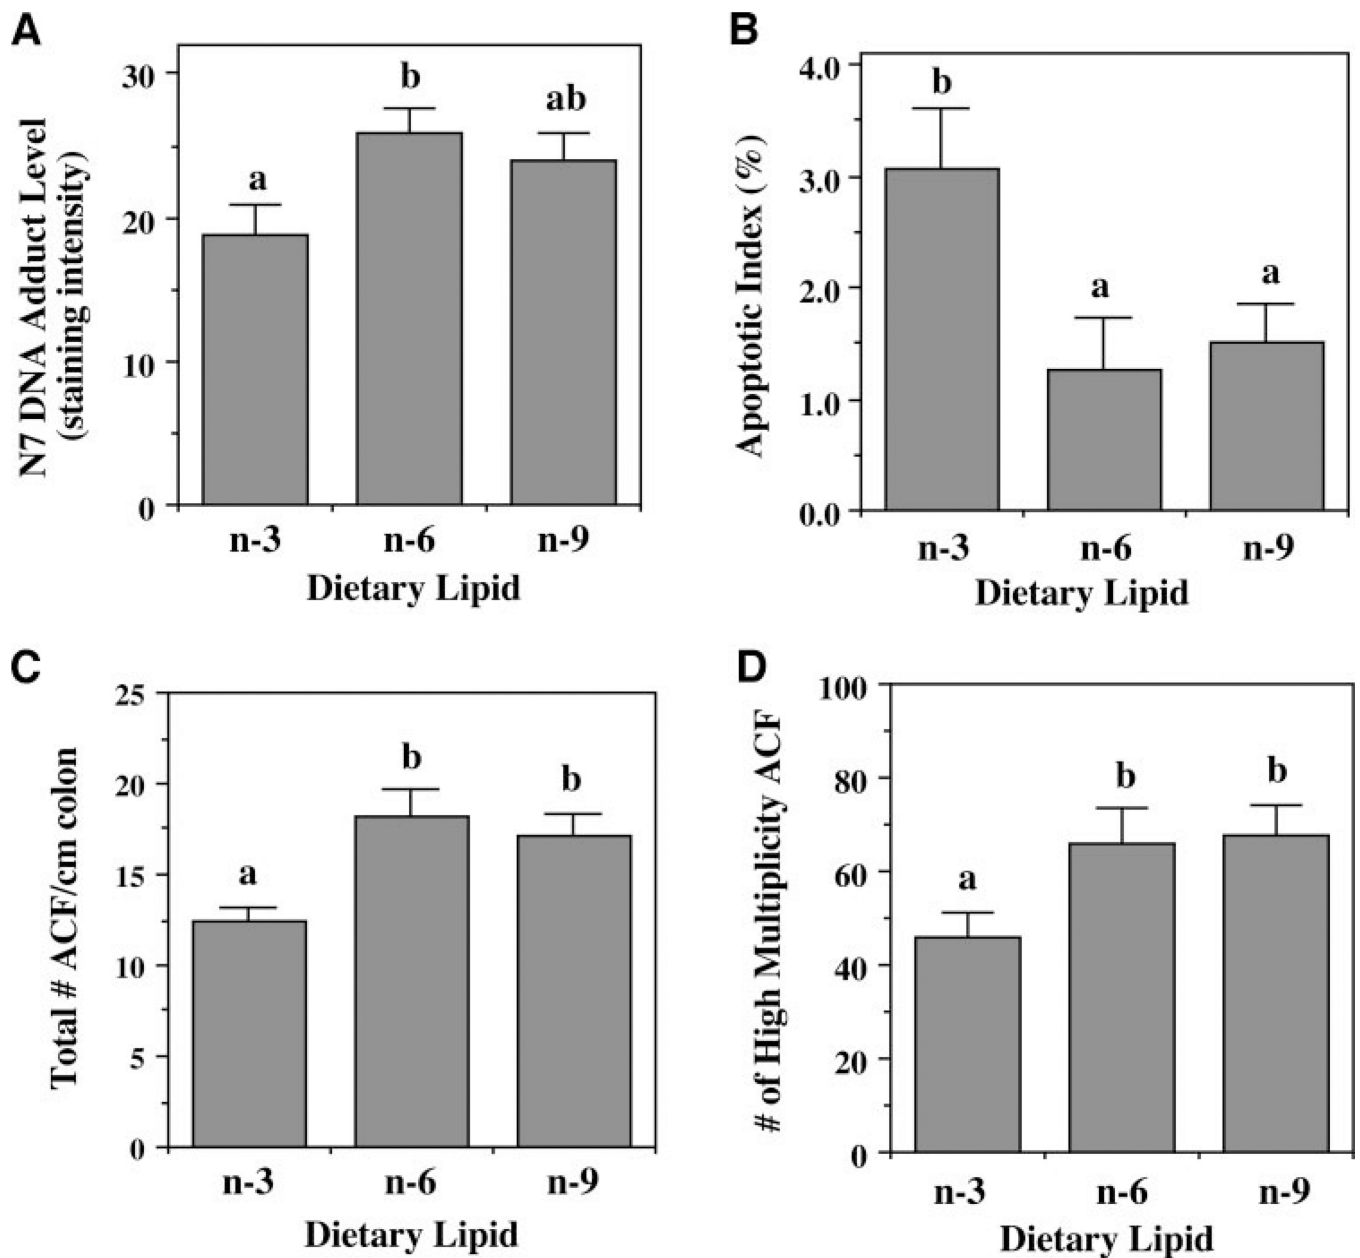 A
N7 DNA Adduct Level
(staining intensity)
30
20
10
0
a
b
ab
n-3 n-6 n-9
Dietary Lipid
B
Apoptotic Index (%)
4.0
3.0
2.0
1.0
0.0
b
a
a
n-3 n-6 n-9
Dietary Lipid
C
Total # ACF/cm colon
25
20
15
10
5
0
a
b
b
n-3 n-6 n-9
Dietary Lipid
D
# of High Multiplicity ACF
100
80
60
40
20
0
a
b
b
n-3 n-6 n-9
Dietary Lipid